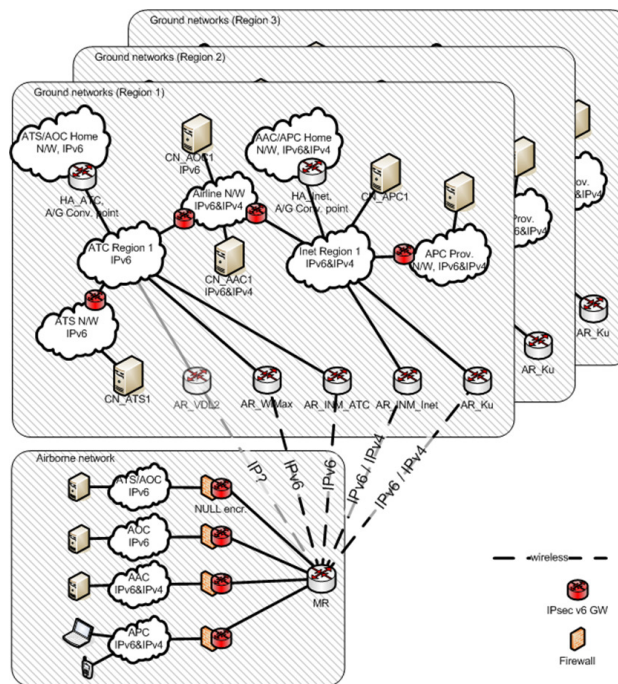 Ground networks (Region 3)
Ground networks (Region 2)
Ground networks (Region 1)
ATS/AOC Home
N/W, IPv6
HA_ATC,
A/G Conv. point
CN_AOC1
IPv6
AAC/APC Home
N/W, IPv6&IPv4
HA_Inet,
A/G Conv. point
CN_APC1
Airline N/W
IPv6&IPv4
ATC Region 1
IPv6
CN_AAC1
IPv6&IPv4
Inet Region 1
IPv6&IPv4
APC Prov.
N/W, IPv6&IPv4
Prov.
ATS N/W
IPv6
CN_ATS1
AR_VDL2
AR_WiMax
AR_INM_ATC
AR_INM_Inet
AR_Ku
AR_Ku
AR_Ku
IP?
IPv6
IPv6
IPv6 / IPv4
IPv6 / IPv4
Airborne network
ATS/AOC
IPv6
NULL encr.
AOC
IPv6
AAC
IPv6&IPv4
APC
IPv6&IPv4
MR
wireless
IPsec v6 GW
Firewall